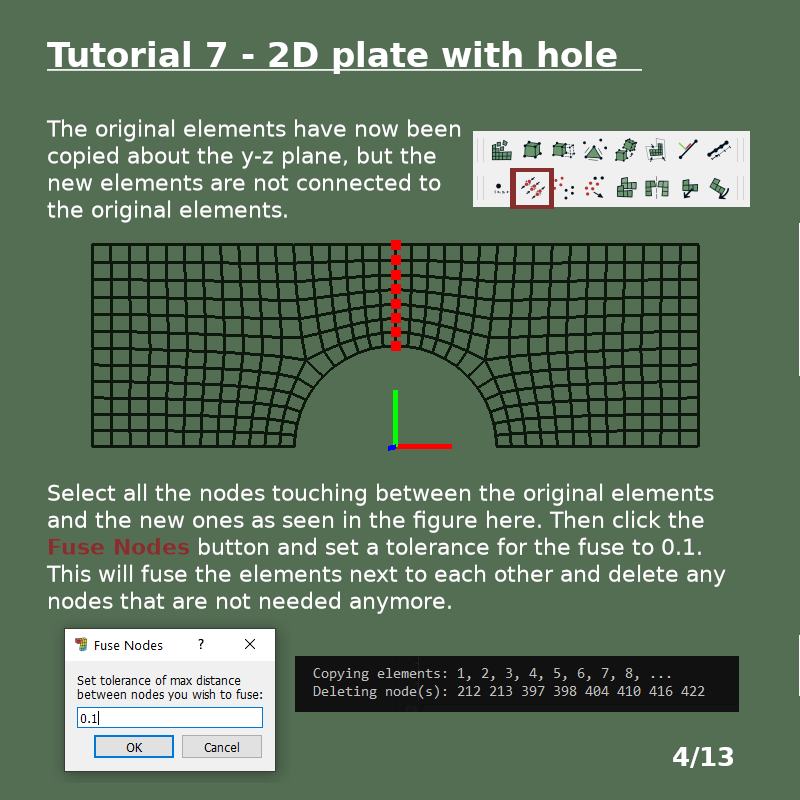 Tutorial 7 - 2D plate with hole
The original elements have now been
copied about the y-z plane, but the
new elements are not connected to
the original elements.
Select all the nodes touching between the original elements
and the new ones as seen in the figure here. Then click the
Fuse Nodes button and set a tolerance for the fuse to 0.1.
This will fuse the elements next to each other and delete any
nodes that are not needed anymore.
Fuse Nodes ?
Set tolerance of max distance
between nodes you wish to fuse:
0.1
OK Cancel
Copying elements: 1, 2, 3, 4, 5, 6, 7, 8, ...
Deleting node(s): 212 213 397 398 404 410 416 422
4/13